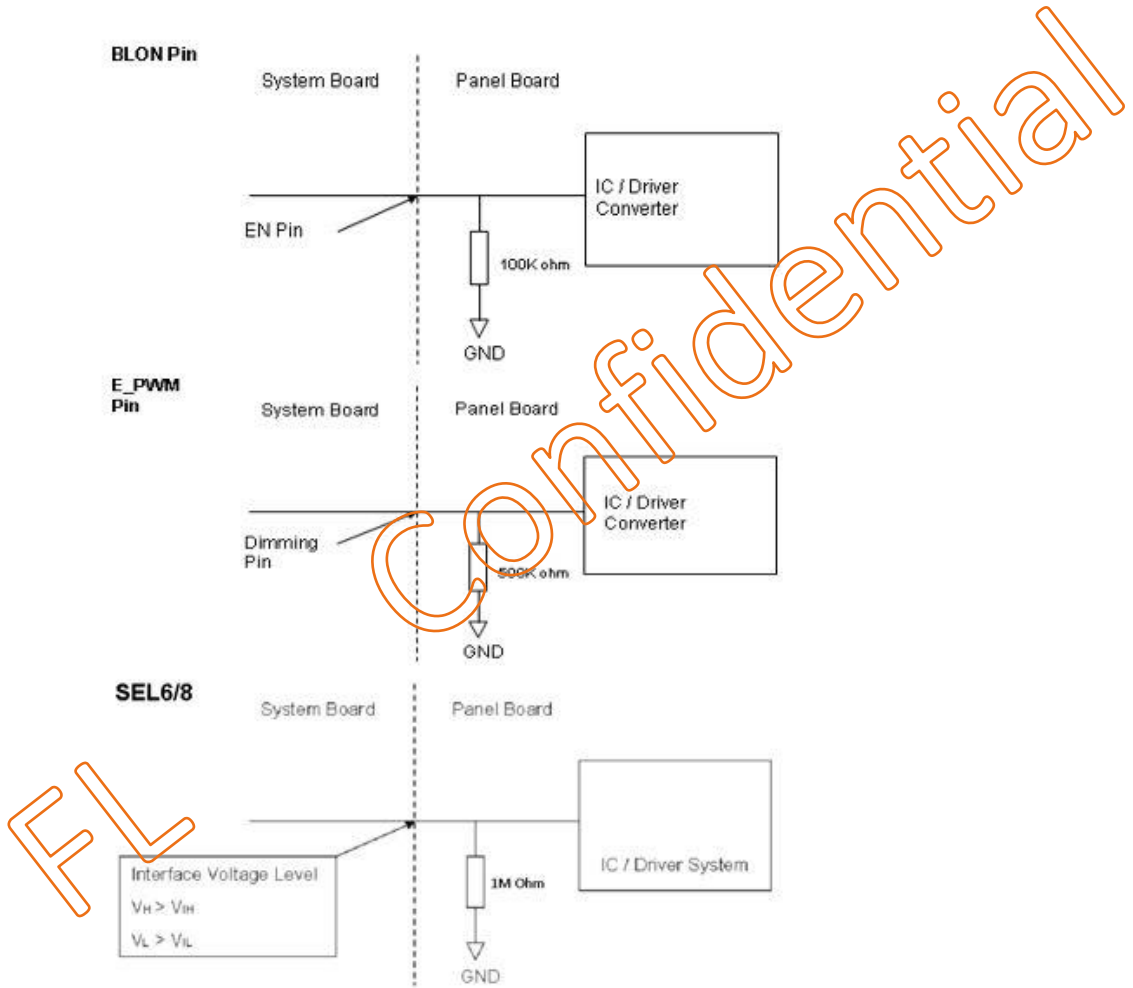 BLON Pin
System Board
Panel Board
IC / Driver
Converter
EN Pin
100K ohm
GND
E_PWM
Pin
System Board
Panel Board
IC / Driver
Converter
Dimming
Pin
500K ohm
GND
SEL6/8
System Board
Panel Board
IC / Driver System
Interface Voltage Level
VH > VIH
VL > VIL
1M Ohm
GND
FL Confidential